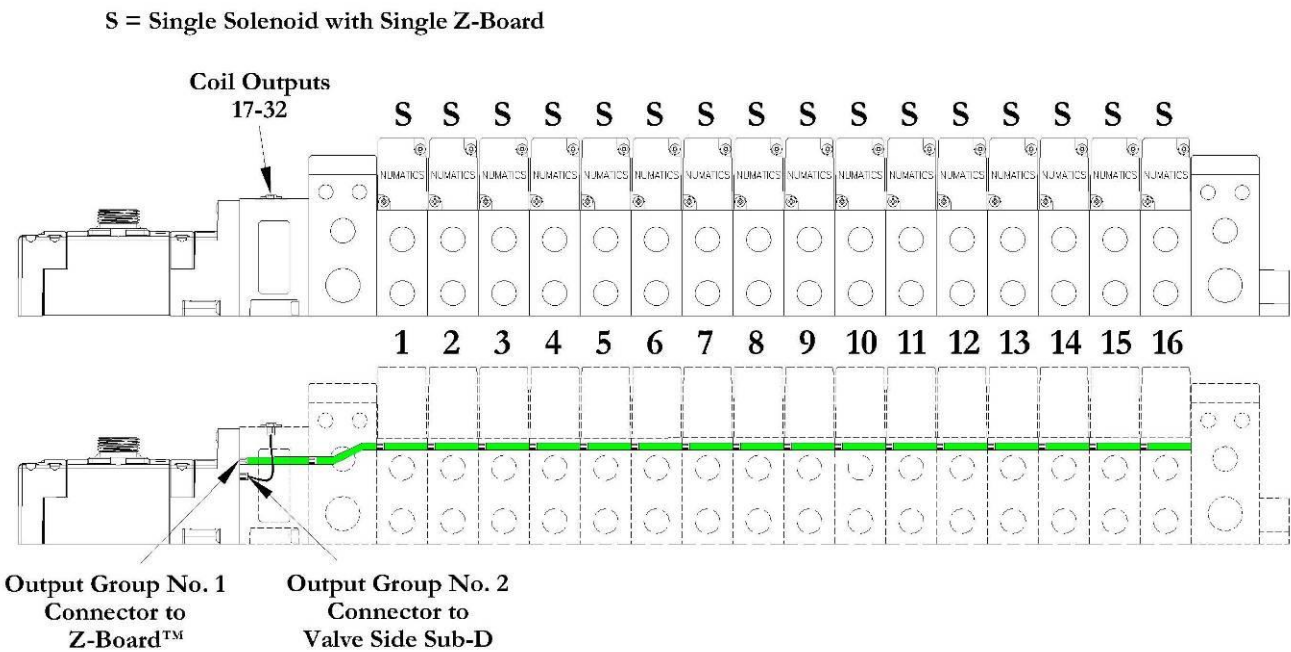 S = Single Solenoid with Single Z-Board
Coil Outputs
17-32
S S S S S S S S S S S S S S S S
NUMATICS NUMATICS NUMATICS NUMATICS NUMATICS NUMATICS NUMATICS NUMATICS NUMATICS NUMATICS NUMATICS NUMATICS NUMATICS NUMATICS NUMATICS NUMATICS
1 2 3 4 5 6 7 8 9 10 11 12 13 14 15 16
Output Group No. 1
Connector to
Z-Board™
Output Group No. 2
Connector to
Valve Side Sub-D